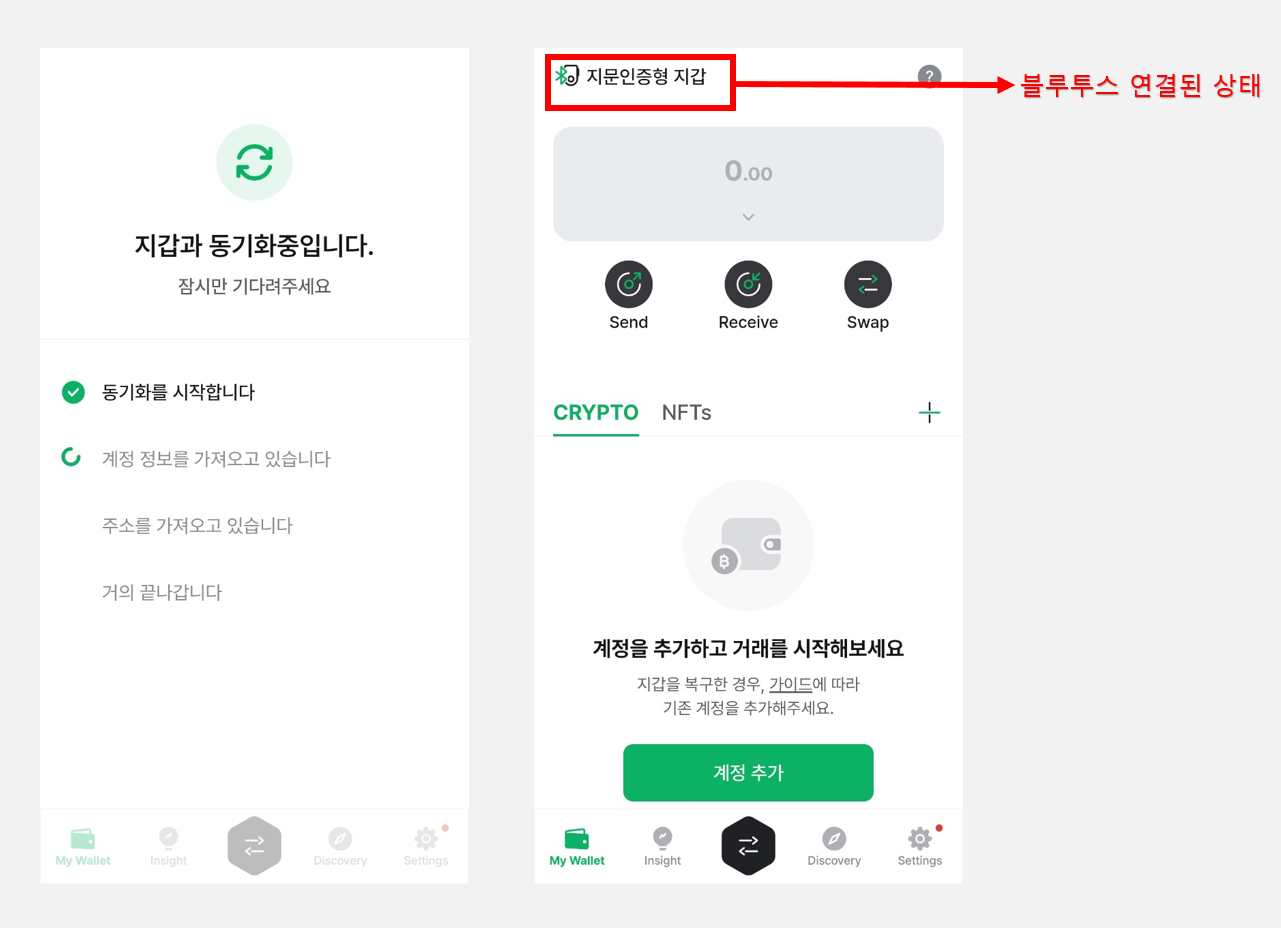 지갑과 동기화중입니다.
잠시만 기다려주세요
동기화를 시작합니다
계정 정보를 가져오고 있습니다
주소를 가져오고 있습니다
거의 끝나갑니다
My Wallet
Insight
Discovery
Settings
지문인증형 지갑
?
블루투스 연결된 상태
0.00
Send
Receive
Swap
CRYPTO
NFTs
계정을 추가하고 거래를 시작해보세요
지갑을 복구한 경우, 가이드에 따라
기존 계정을 추가해주세요.
계정 추가
My Wallet
Insight
Discovery
Settings